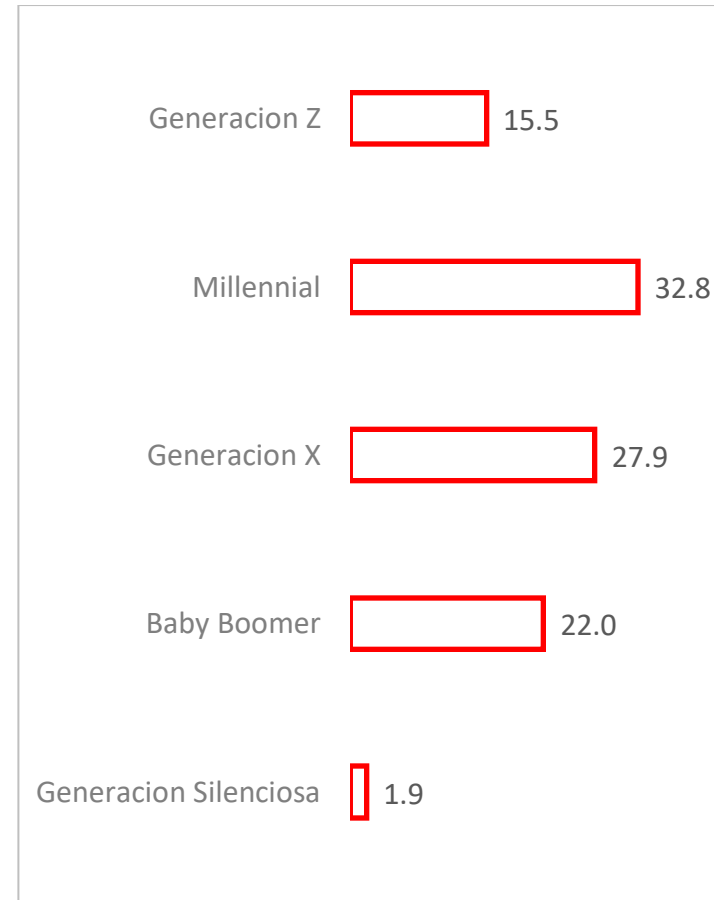 Generacion Z 15.5
Millennial 32.8
Generacion X 27.9
Baby Boomer 22.0
Generacion Silenciosa 1.9